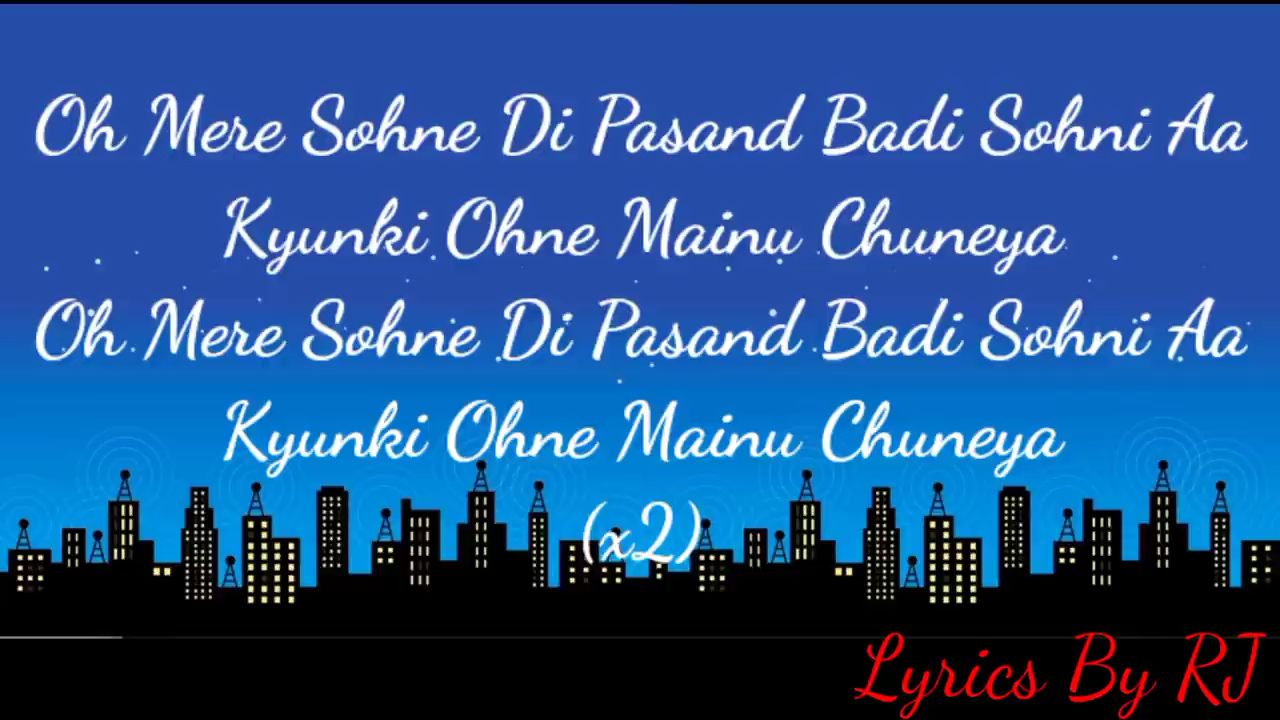 Oh Mere Sohne Di Pasand Badi Sohni Aa
Kyunki Ohne Mainu Chuneya
Oh Mere Sohne Di Pasand Badi Sohni Aa
Kyunki Ohne Mainu Chuneya
(x2)
Lyrics By RJ